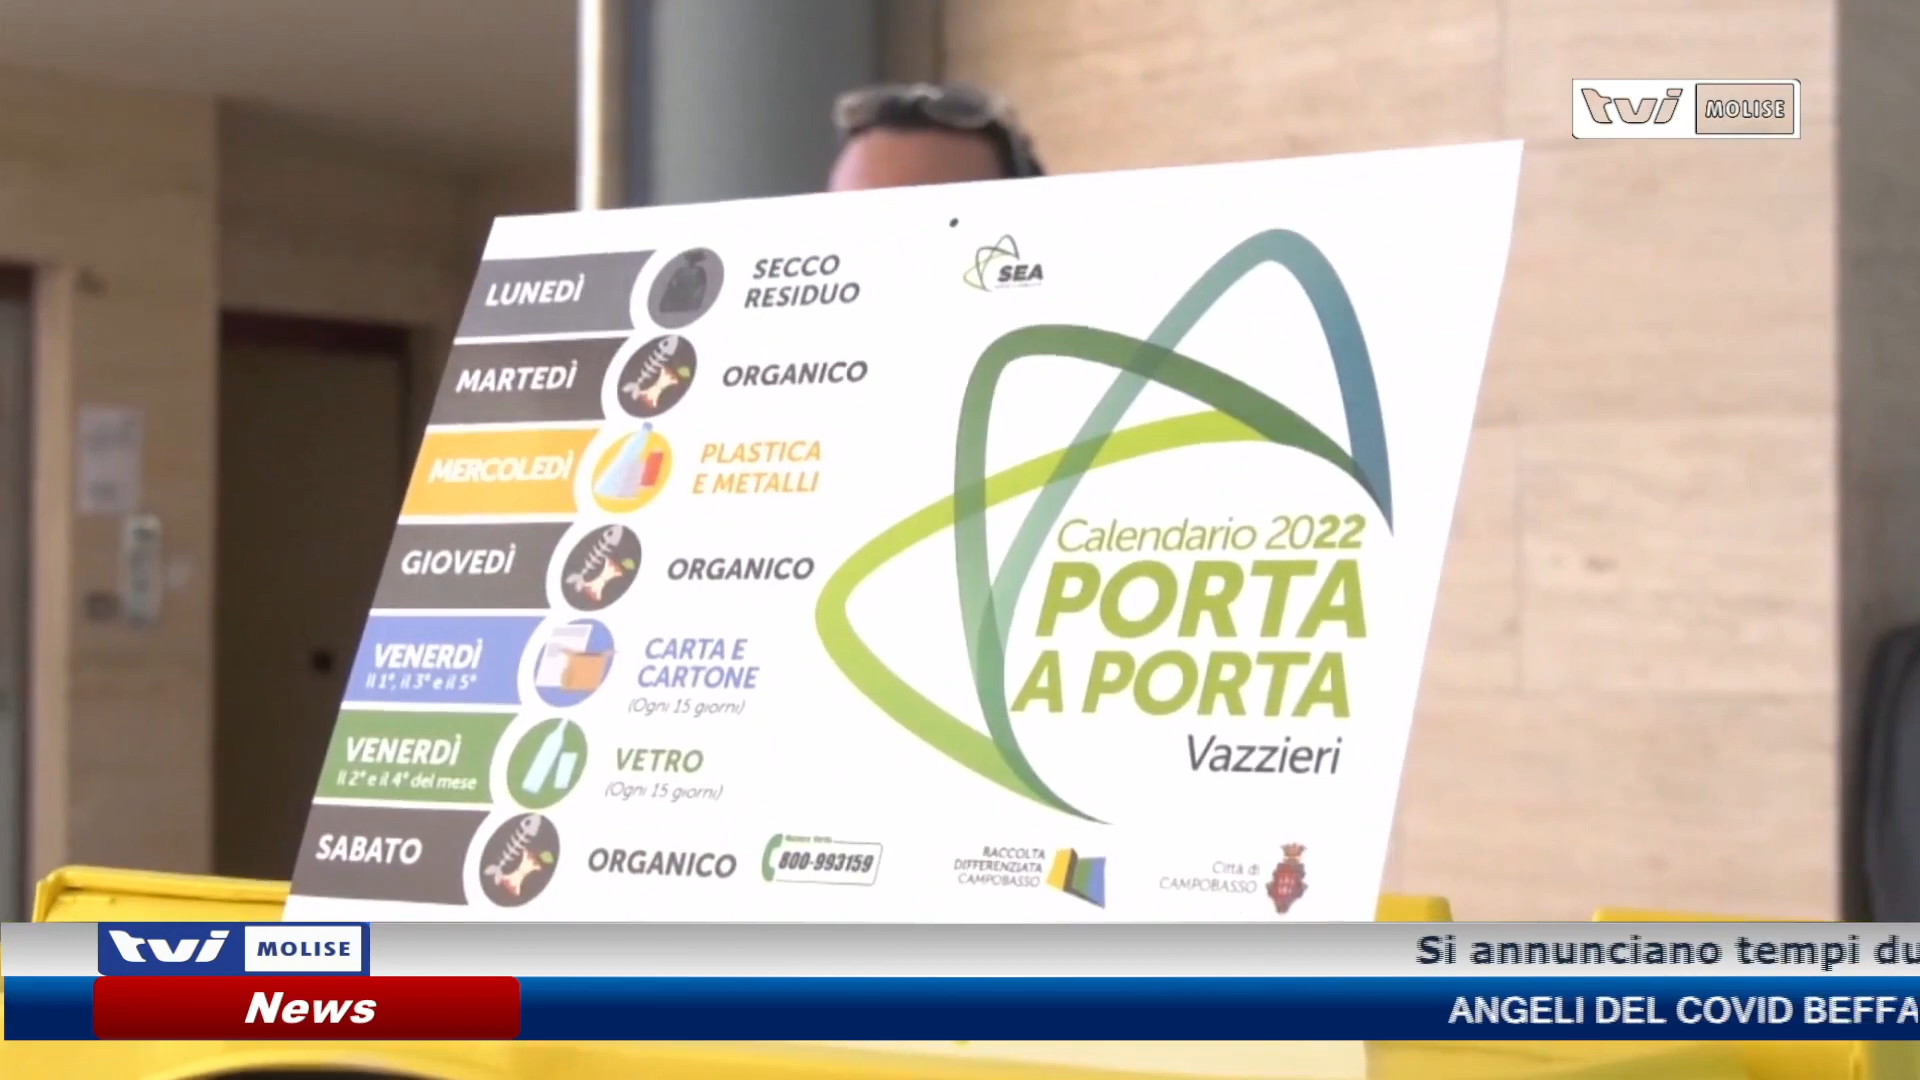 tvi MOLISE
LUNEDÌ
SECCO
RESIDUO
MARTEDÌ
ORGANICO
MERCOLEDÌ
PLASTICA
E METALLI
GIOVEDÌ
ORGANICO
VENERDÌ
Il 1°, il 3° e il 5°
CARTA E
CARTONE
(Ogni 15 giorni)
VENERDÌ
Il 2° e il 4° del mese
VETRO
(Ogni 15 giorni)
SABATO
ORGANICO
Numero Verde
800-993159
SEA
Calendario 2022
PORTA
A PORTA
Vazzieri
RACCOLTA
DIFFERENZIATA
CAMPOBASSO
Città di
CAMPOBASSO
tvi MOLISE
Si annunciano tempi du
News
ANGELI DEL COVID BEFFA